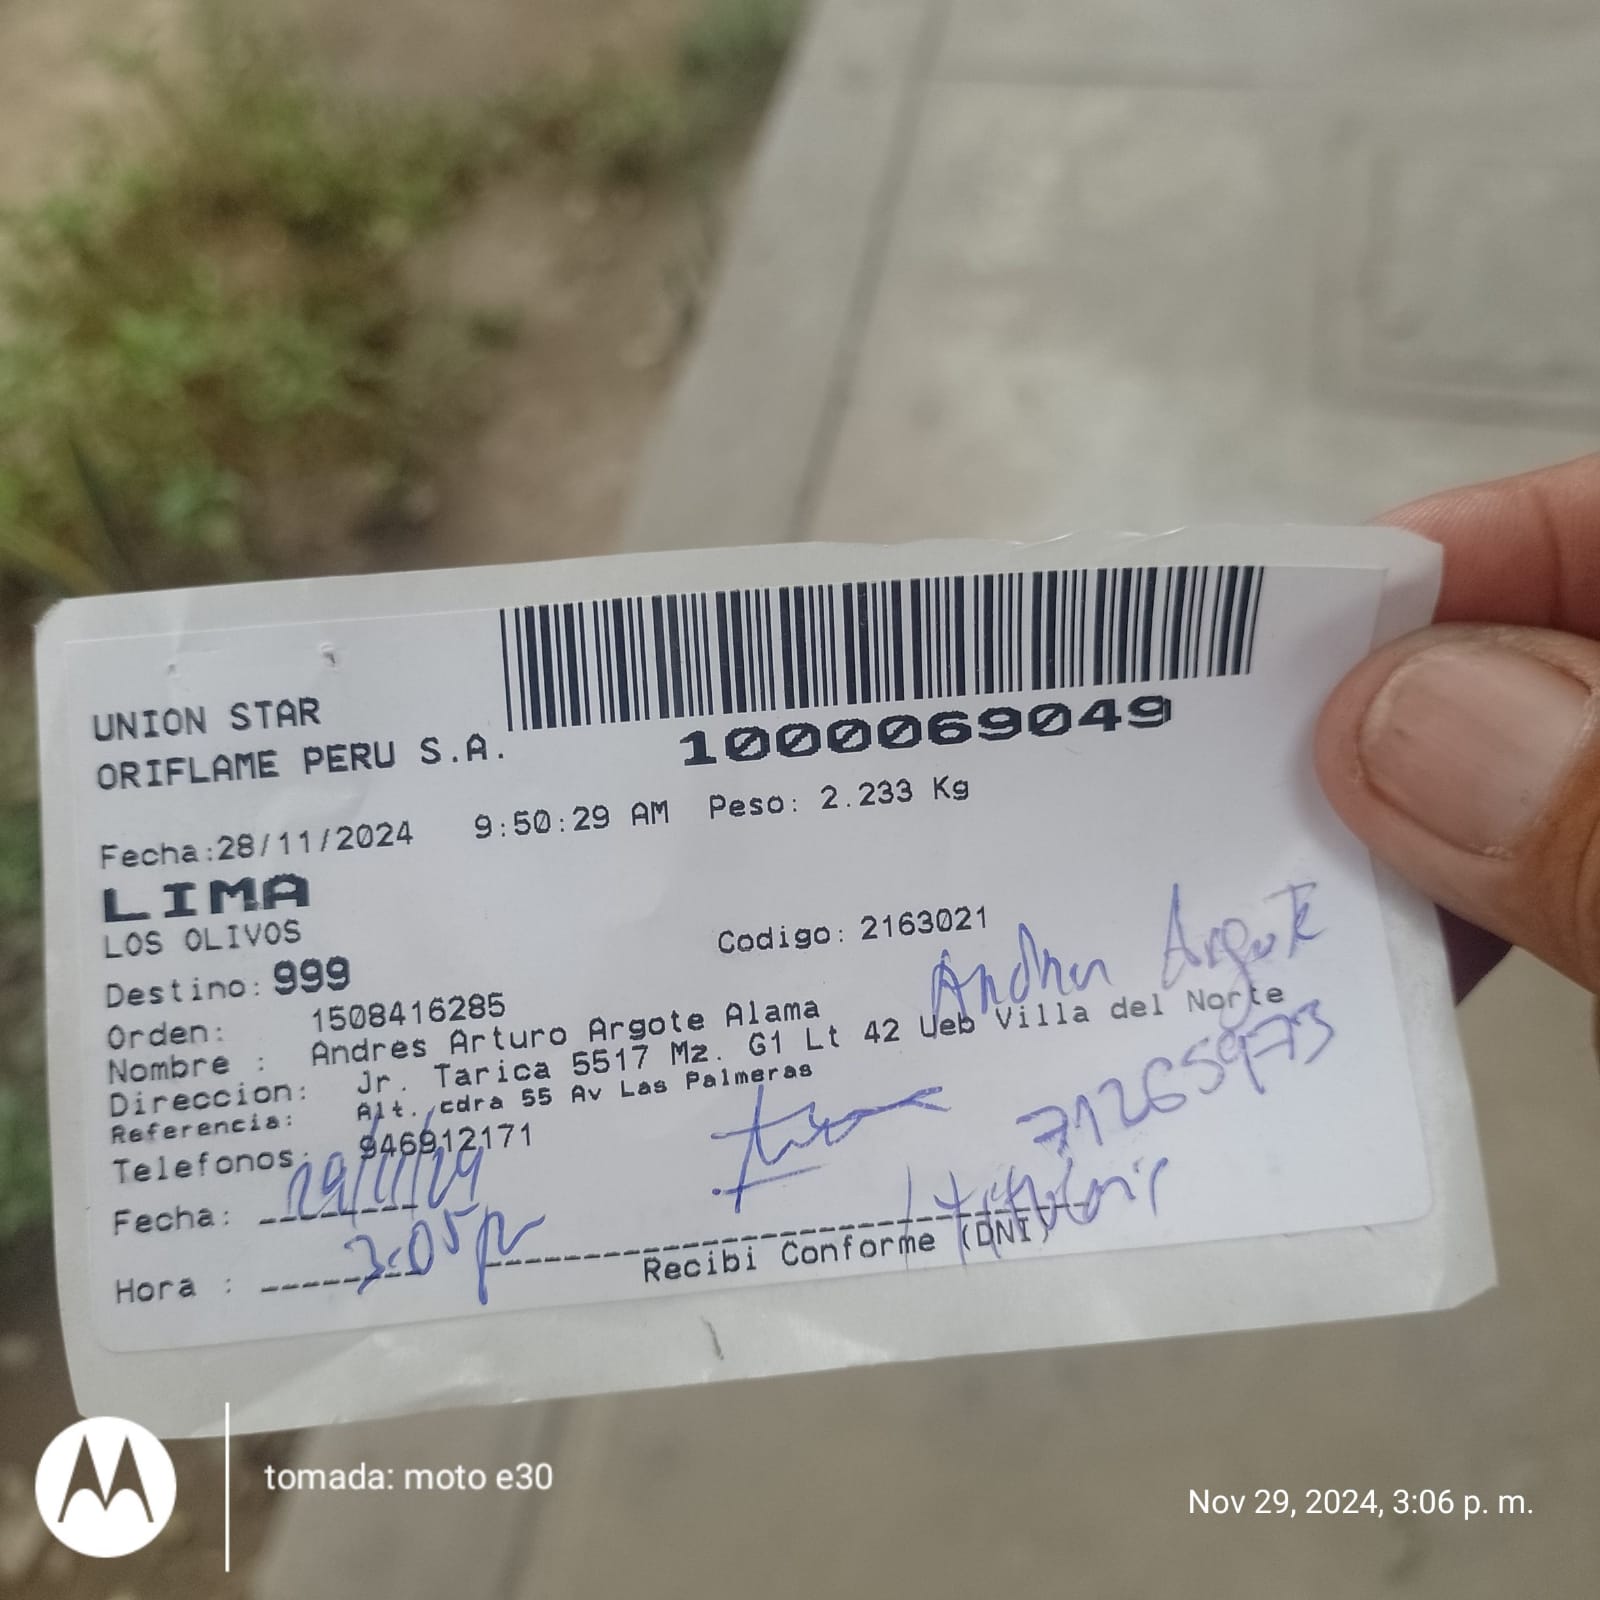 UNION STAR
ORIFLAME PERU S.A.
1000069049
Fecha:28/11/2024 9:50:29 AM Peso: 2.233 Kg
LIMA
LOS OLIVOS
Codigo: 2163021
Destino: 999
Argote
Orden: 1508416285
Nombre : Andres Arturo Argote Alama
Direccion: Jr. Tarica 5517 Mz. G1 Lt 42 Ueb Villa del Norte
Referencia: Alt. cdra 55 Av Las Palmeras
71265973
Telefonos: 946912171
Fecha: 29/11/24
Hora : 3:05 p
Recibi Conforme (DNI)
tomada: moto e30
Nov 29, 2024, 3:06 p. m.